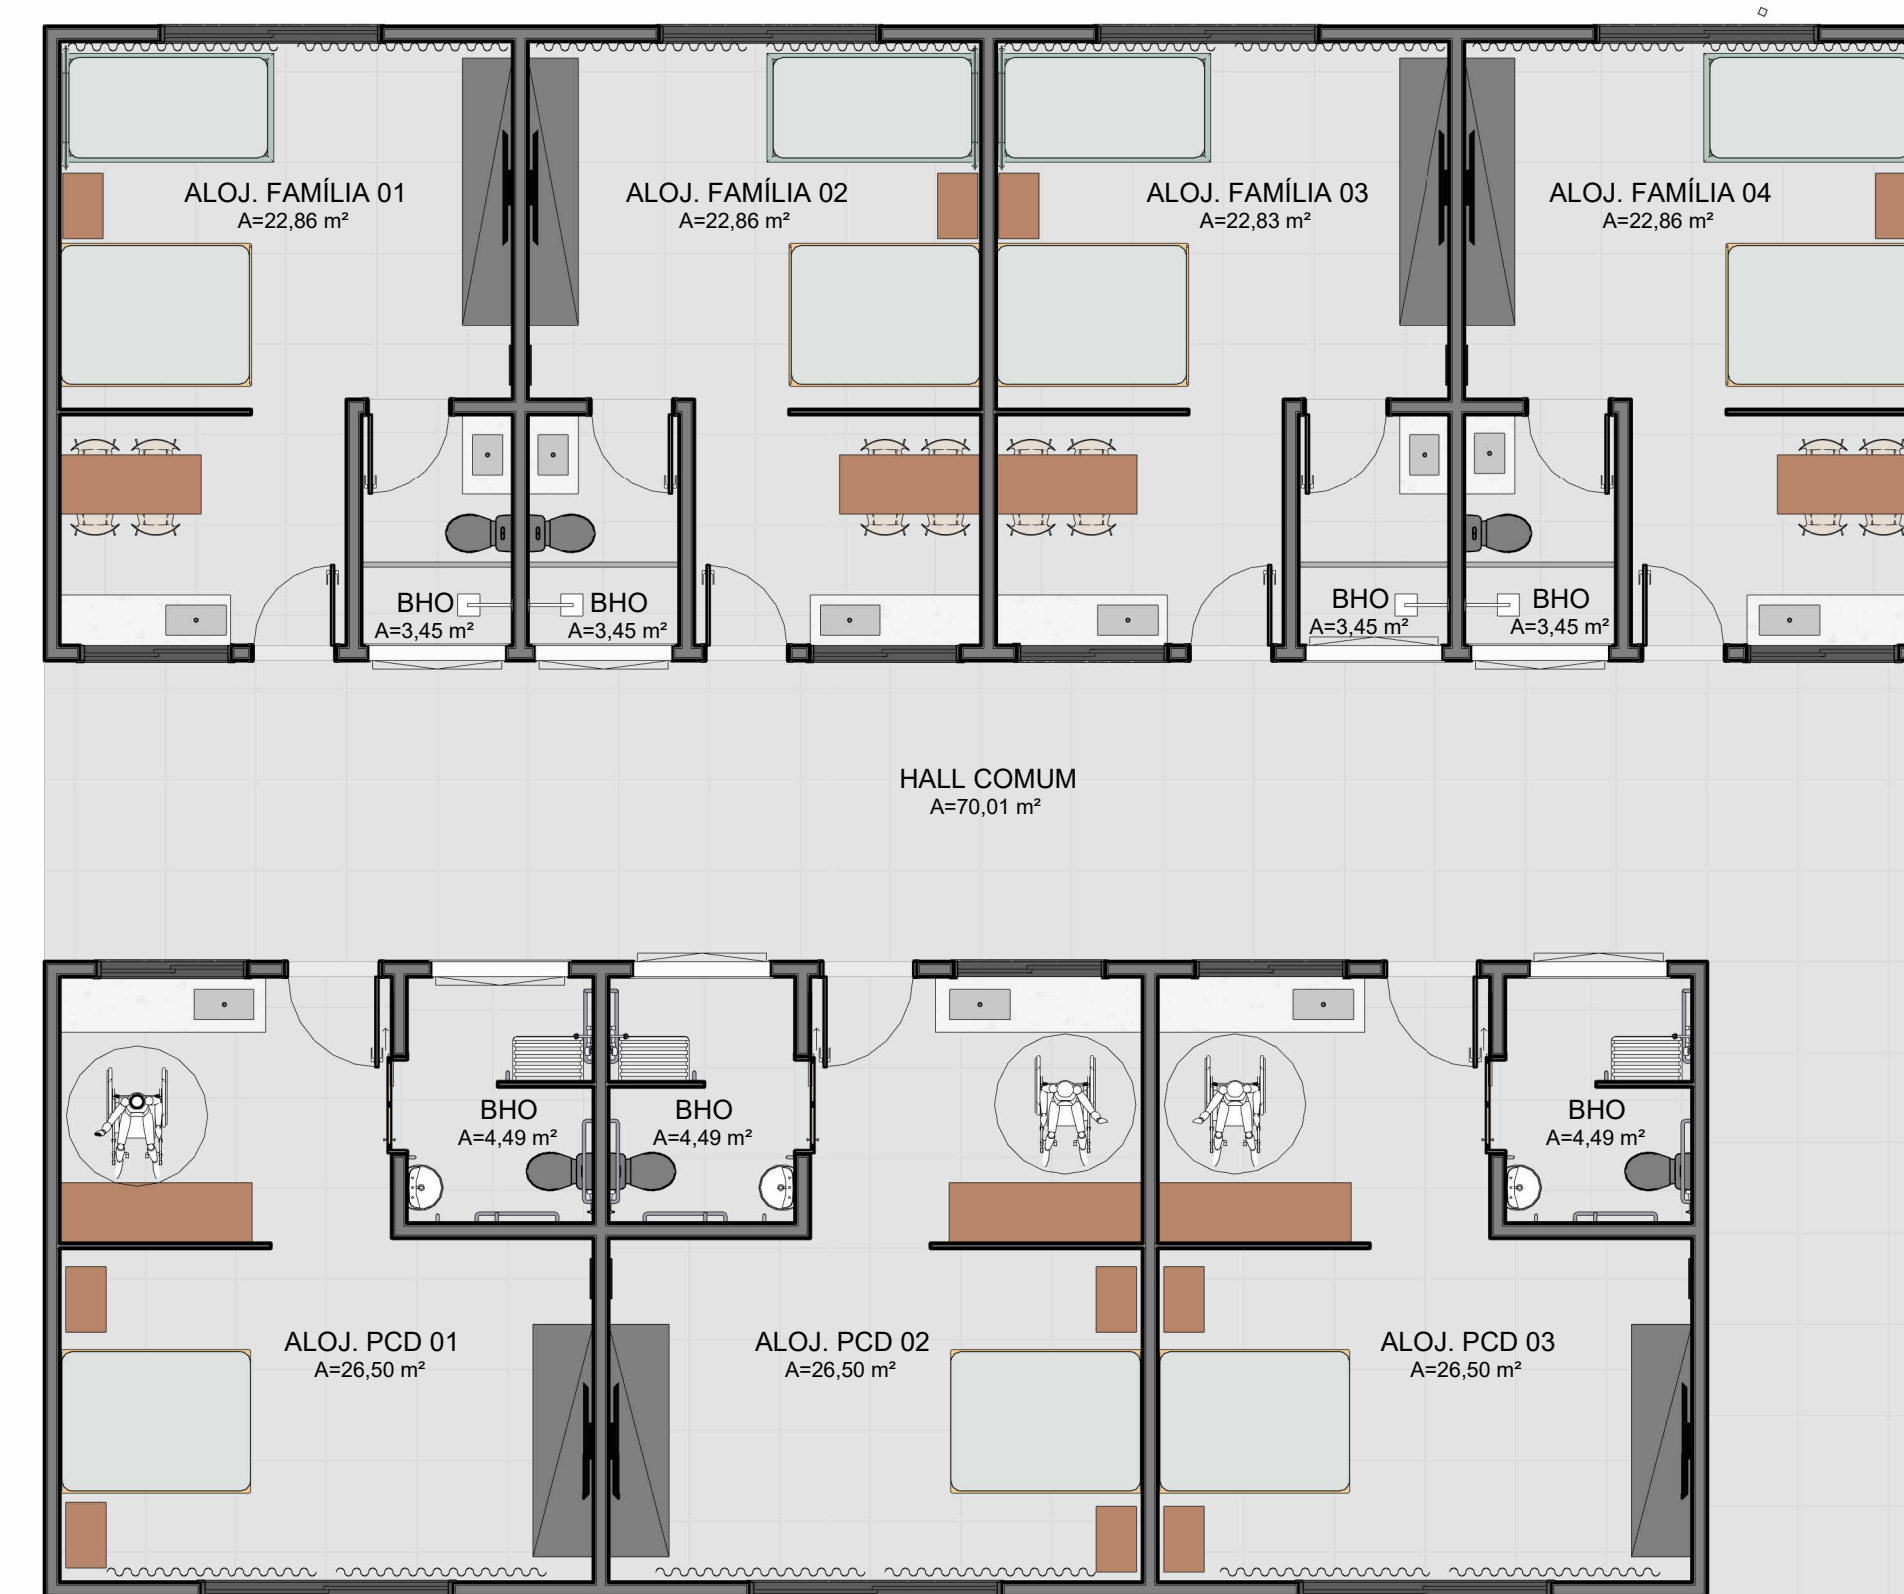 ALOJ. FAMÍLIA 01
A=22,86 m²
ALOJ. FAMÍLIA 02
A=22,86 m²
ALOJ. FAMÍLIA 03
A=22,83 m²
ALOJ. FAMÍLIA 04
A=22,86 m²
BHO
A=3,45 m²
BHO
A=3,45 m²
BHO
A=3,45 m²
BHO
A=3,45 m²
HALL COMUM
A=70,01 m²
BHO
A=4,49 m²
BHO
A=4,49 m²
BHO
A=4,49 m²
ALOJ. PCD 01
A=26,50 m²
ALOJ. PCD 02
A=26,50 m²
ALOJ. PCD 03
A=26,50 m²